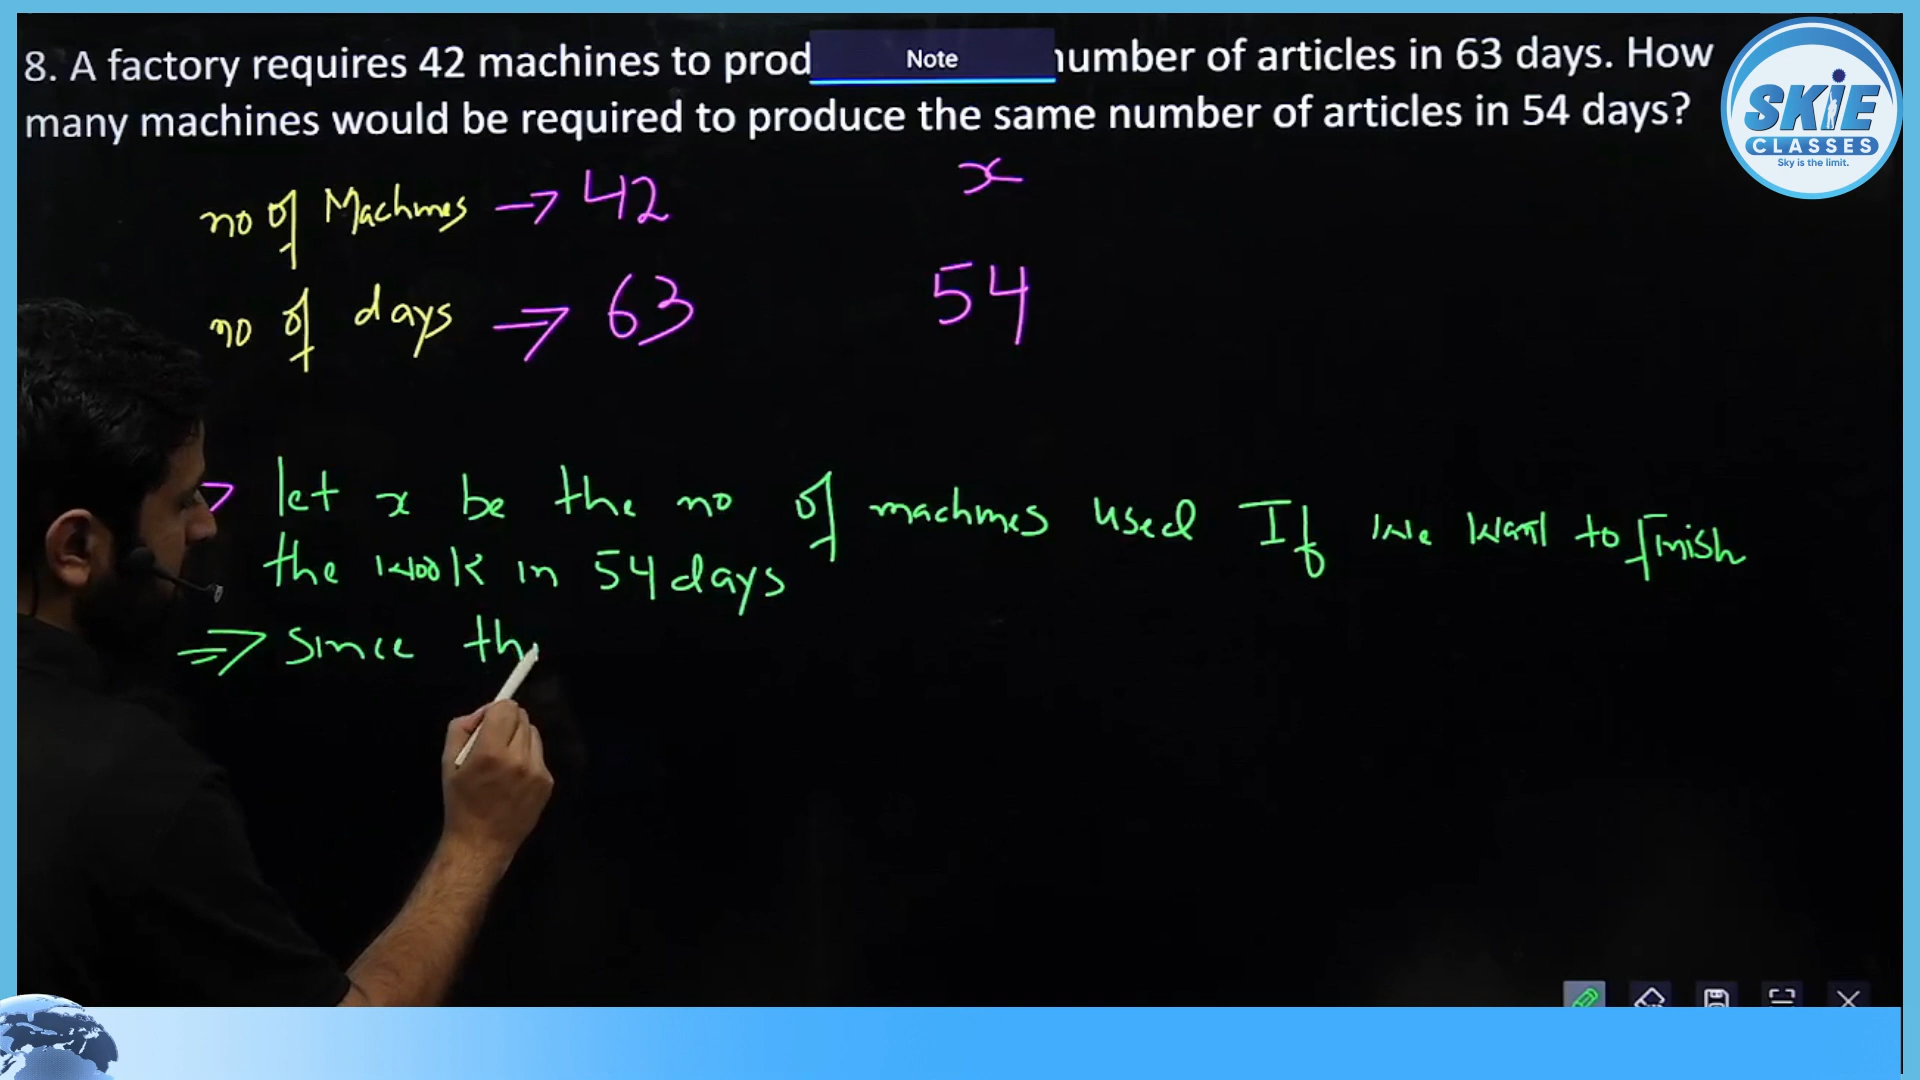 8. A factory requires 42 machines to prod Note number of articles in 63 days. How
many machines would be required to produce the same number of articles in 54 days?
SKIE
CLASSES
Sky is the limit.
no of Machines → 42 x
no of days ⇒ 63 54
let x be the no of machines used If we want to finish
the work in 54 days
⇒ Since th